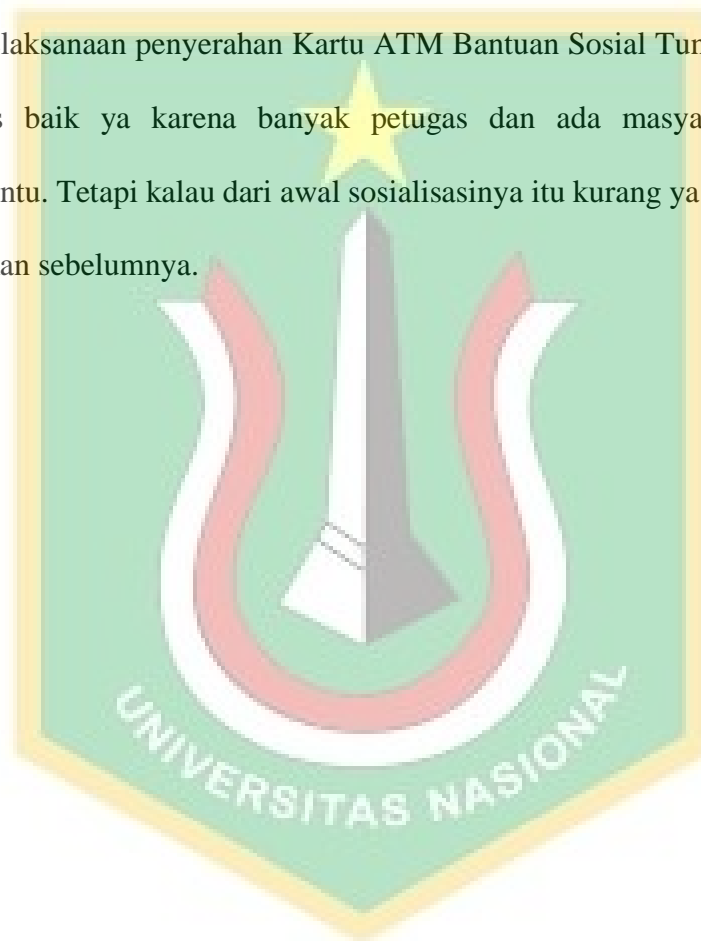 laksanaan penyerahan Kartu ATM Bantuan Sosial Tun
s baik ya karena banyak petugas dan ada masya
ntu. Tetapi kalau dari awal sosialisasinya itu kurang ya
an sebelumnya.
UNIVERSITAS NASIONAL